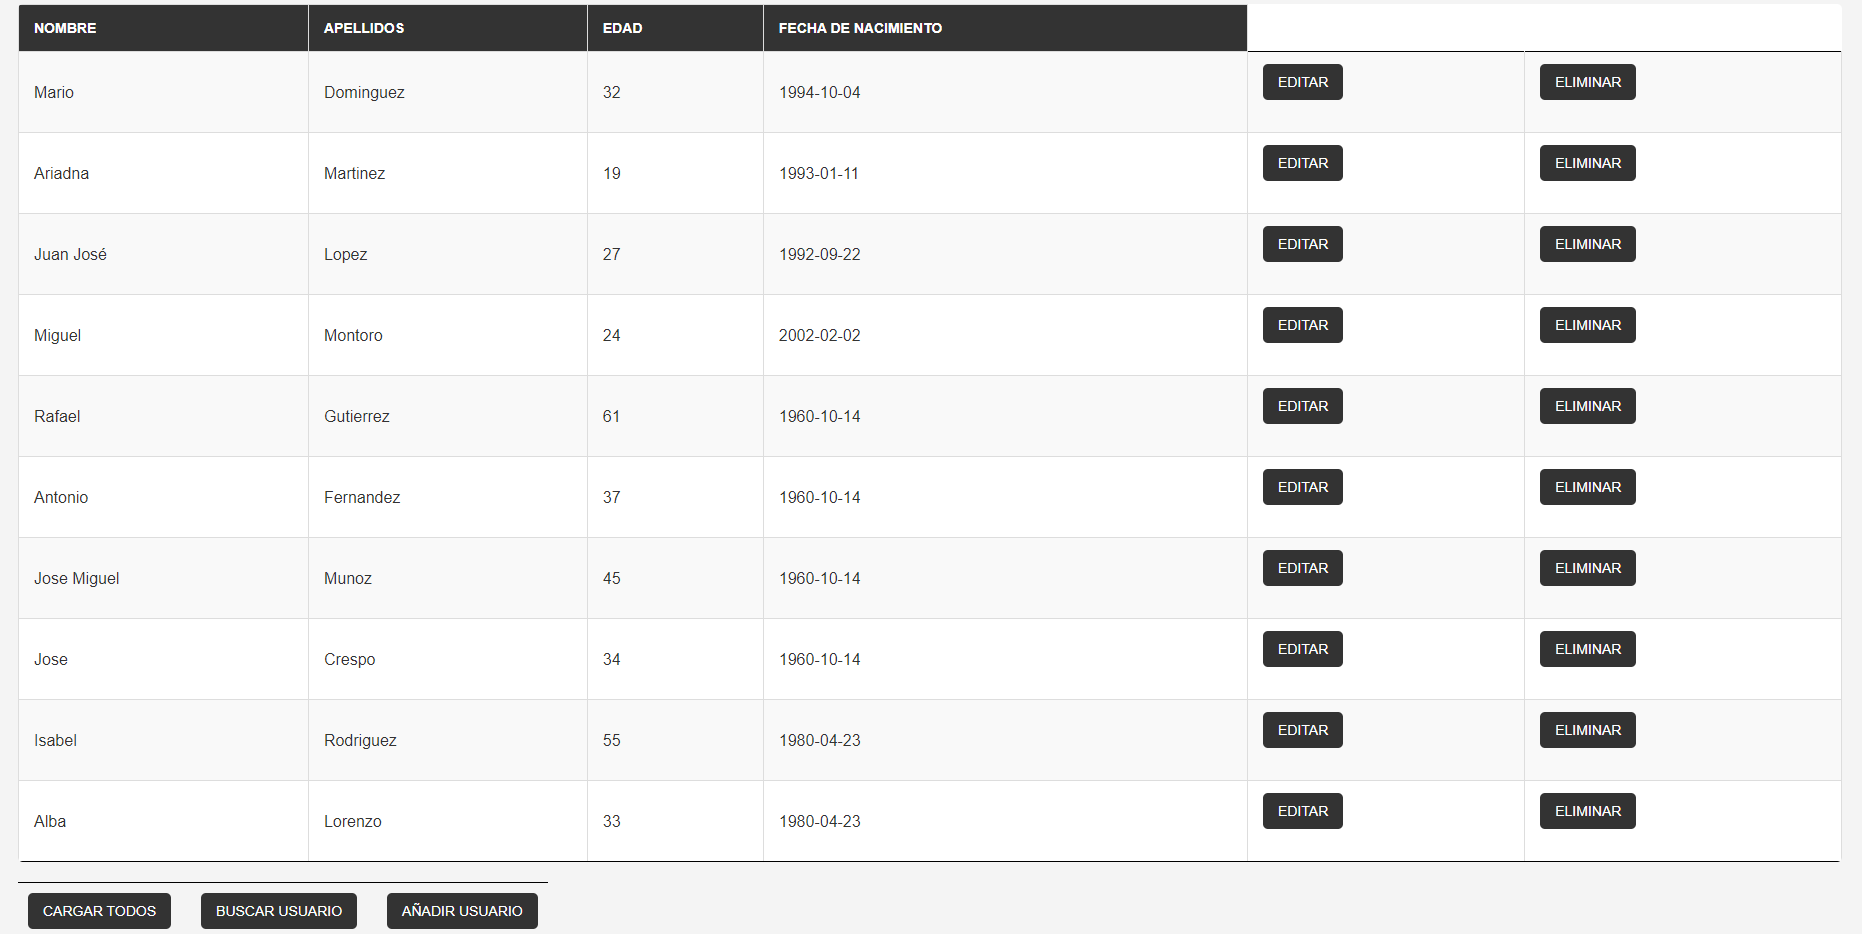 NOMBRE APELLIDOS EDAD FECHA DE NACIMIENTO
Mario Dominguez 32 1994-10-04 EDITAR ELIMINAR
Ariadna Martinez 19 1993-01-11 EDITAR ELIMINAR
Juan José Lopez 27 1992-09-22 EDITAR ELIMINAR
Miguel Montoro 24 2002-02-02 EDITAR ELIMINAR
Rafael Gutierrez 61 1960-10-14 EDITAR ELIMINAR
Antonio Fernandez 37 1960-10-14 EDITAR ELIMINAR
Jose Miguel Munoz 45 1960-10-14 EDITAR ELIMINAR
Jose Crespo 34 1960-10-14 EDITAR ELIMINAR
Isabel Rodriguez 55 1980-04-23 EDITAR ELIMINAR
Alba Lorenzo 33 1980-04-23 EDITAR ELIMINAR
CARGAR TODOS BUSCAR USUARIO AÑADIR USUARIO